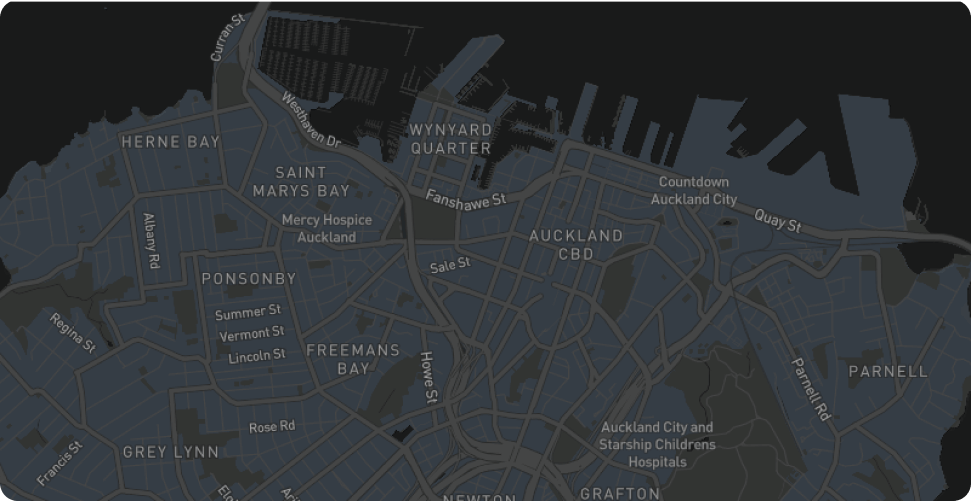 Curran St
Westhaven Dr
HERNE BAY
WYNYARD
QUARTER
SAINT
MARYS BAY
Fanshawe St
Countdown
Auckland City
Quay St
Mercy Hospice
Auckland
Albany Rd
AUCKLAND
CBD
Sale St
PONSONBY
Summer St
Vermont St
Lincoln St
Regina St
FREEMANS
BAY
Howe St
Parnell Rd
PARNELL
Rose Rd
Auckland City and
Starship Childrens
Hospitals
Francis St
GREY LYNN
NEWTON
GRAFTON